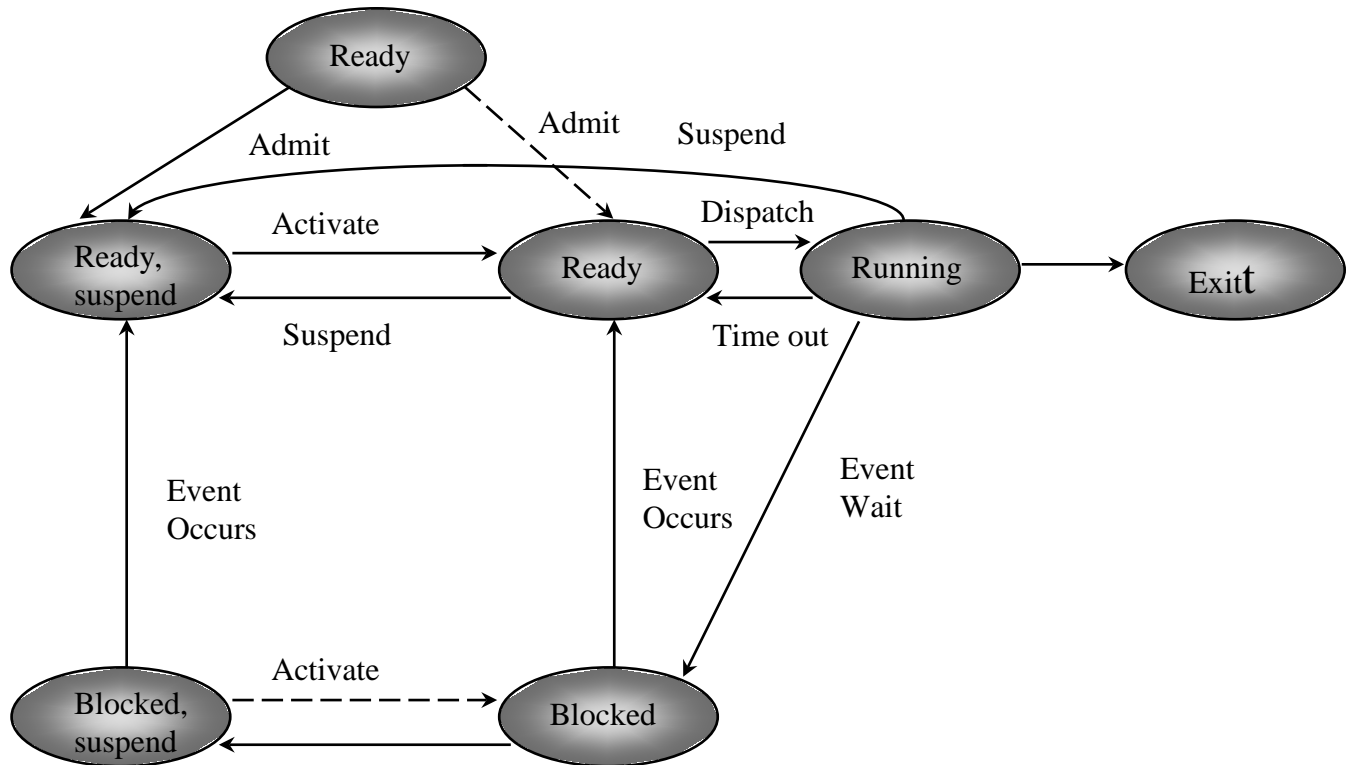 Ready
Admit
Suspend
Admit
Dispatch
Activate
Ready,
suspend
Ready
Running
Exitt
Suspend
Time out
Event
Occurs
Event
Occurs
Event
Wait
Activate
Blocked,
suspend
Blocked